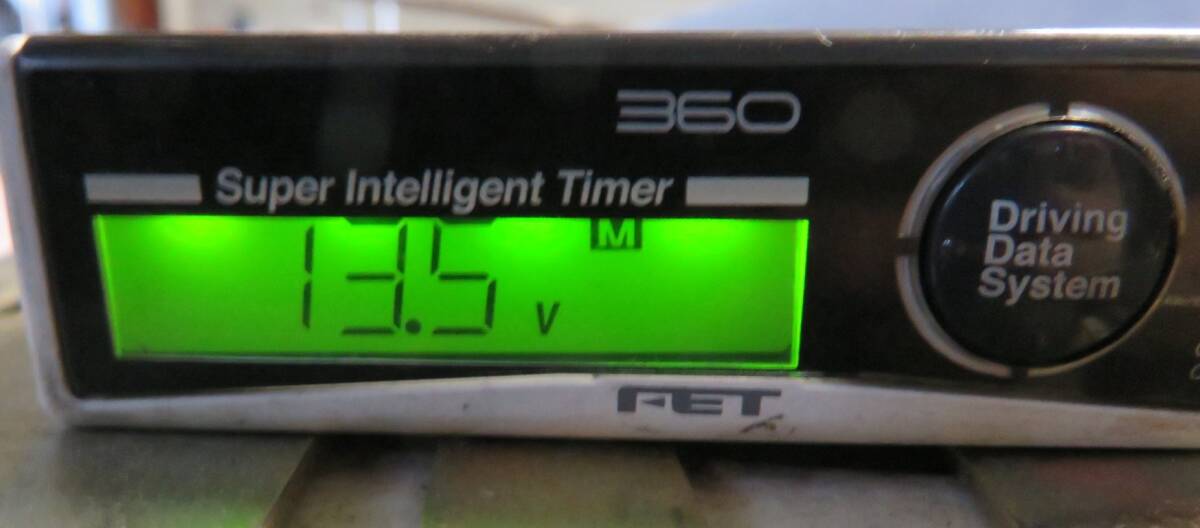 360
Super Intelligent Timer
M
13.5 V
Driving
Data
System
FET